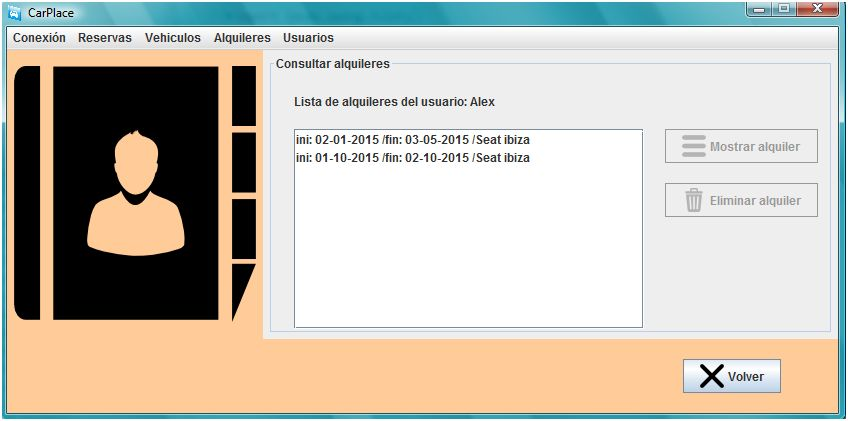 CarPlace
Conexión Reservas Vehiculos Alquileres Usuarios
Consultar alquileres
Lista de alquileres del usuario: Alex
ini: 02-01-2015 /fin: 03-05-2015 /Seat ibiza
ini: 01-10-2015 /fin: 02-10-2015 /Seat ibiza
Mostrar alquiler
Eliminar alquiler
Volver